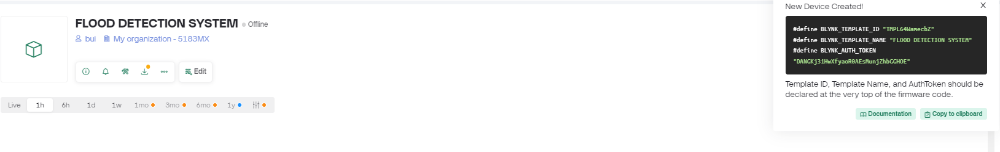 FLOOD DETECTION SYSTEM Offline
bui My organization - 5183MX
Edit
Live 1h 6h 1d 1w 1mo 3mo 6mo 1y
New Device Created! X
#define BLYNK_TEMPLATE_ID "TMPL64WamecbZ"
#define BLYNK_TEMPLATE_NAME "FLOOD DETECTION SYSTEM"
#define BLYNK_AUTH_TOKEN
"DANGKj31HwXfyaoR0AEsMunjZhbGGHOE"
Template ID, Template Name, and AuthToken should be
declared at the very top of the firmware code.
Documentation Copy to clipboard